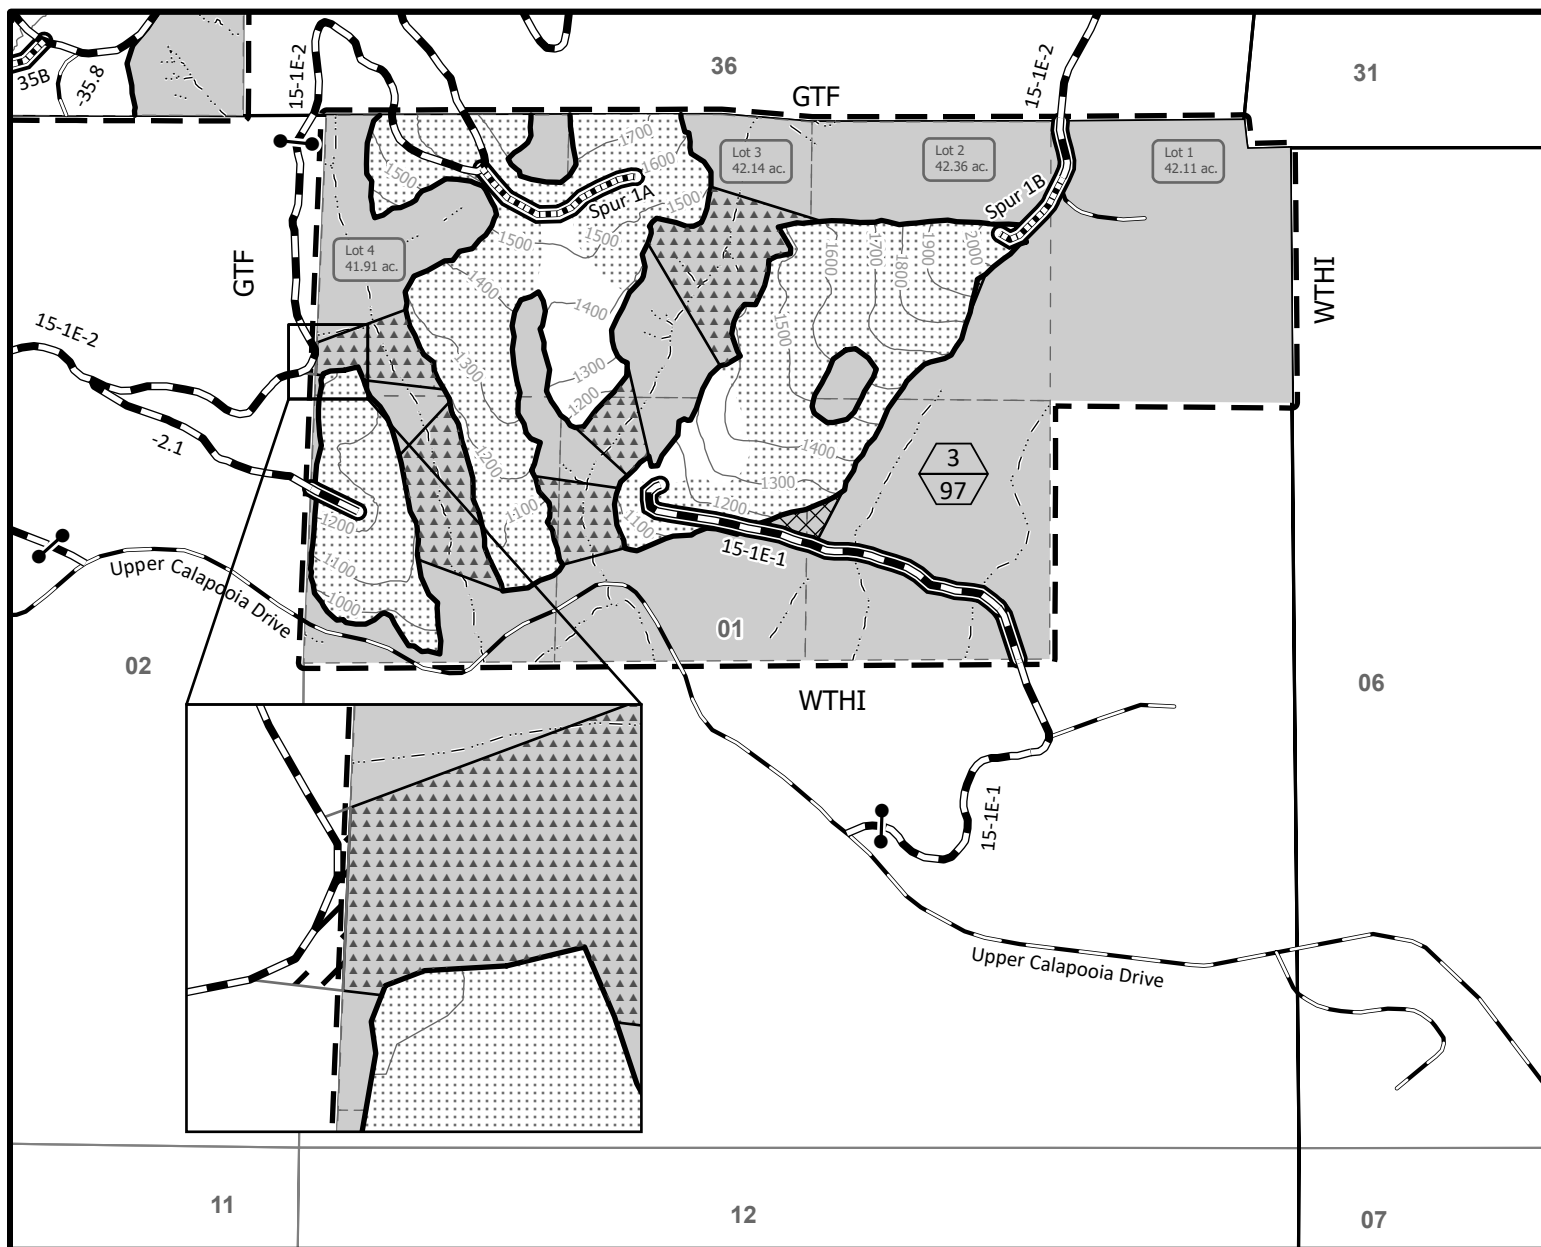 35B
-35.8
15-1E-2
36
GTF
15-1E-2
31
Lot 3
42.14 ac.
Lot 2
42.36 ac.
Lot 1
42.11 ac.
1700
1600
1500
1500
Spur 1A
Spur 1B
Lot 4
41.91 ac.
GTF
WTHI
1500
1500
1400
1400
1300
1300
1200
1200
1100
1600
1700
1800
1900
2000
1500
1400
1300
1200
1100
15-1E-2
-2.1
1200
1100
1000
3
97
15-1E-1
Upper Calapooia Drive
01
02
WTHI
06
15-1E-1
Upper Calapooia Drive
11
12
07